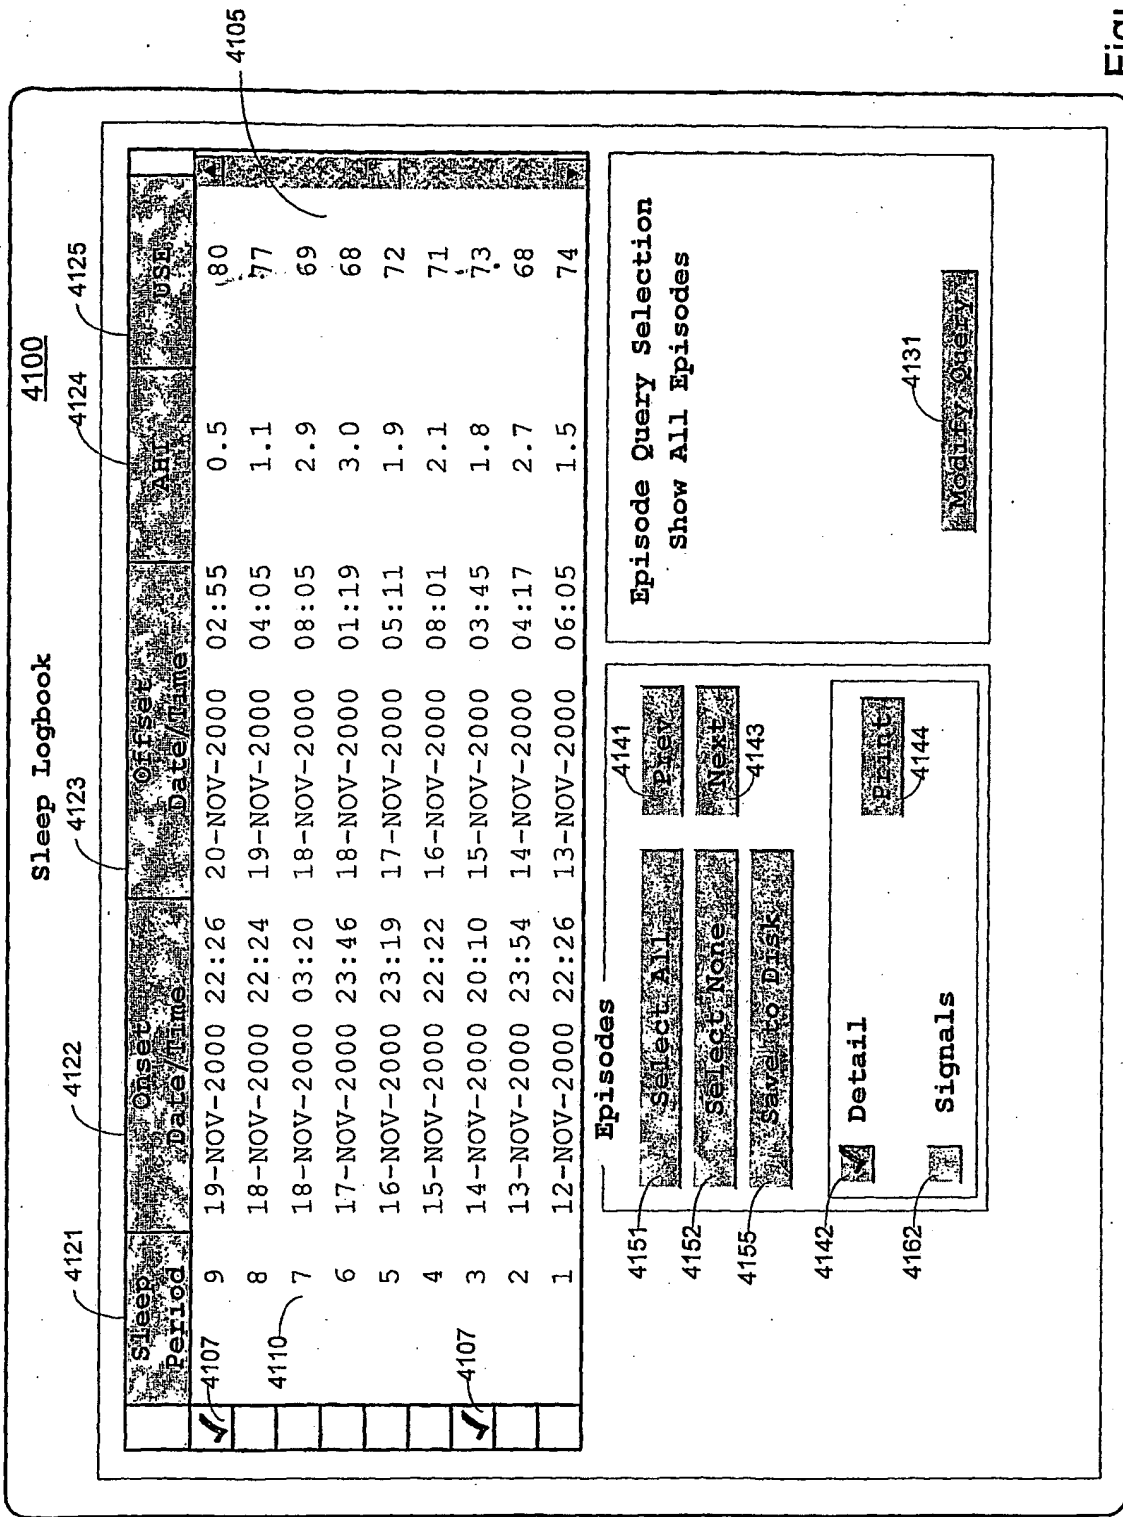 4100
Sleep Logbook
4121 4122 4123 4124 4125
Sleep Period Onset Date/Time Offset Date/Time AHI USE
9 19-NOV-2000 22:26 20-NOV-2000 02:55 0.5 80
8 18-NOV-2000 22:24 19-NOV-2000 04:05 1.1 77
7 18-NOV-2000 03:20 18-NOV-2000 08:05 2.9 69
6 17-NOV-2000 23:46 18-NOV-2000 01:19 3.0 68
5 16-NOV-2000 23:19 17-NOV-2000 05:11 1.9 72
4 15-NOV-2000 22:22 16-NOV-2000 08:01 2.1 71
3 14-NOV-2000 20:10 15-NOV-2000 03:45 1.8 73
2 13-NOV-2000 23:54 14-NOV-2000 04:17 2.7 68
1 12-NOV-2000 22:26 13-NOV-2000 06:05 1.5 74
4107
4110
4107
4105
Episodes
4151 Select All
4152 Select None
4155 Save to Disk
4141 Prev
Next 4143
4142 Detail
4162 Signals
Print
4144
Episode Query Selection
Show All Episodes
4131
Modify Query